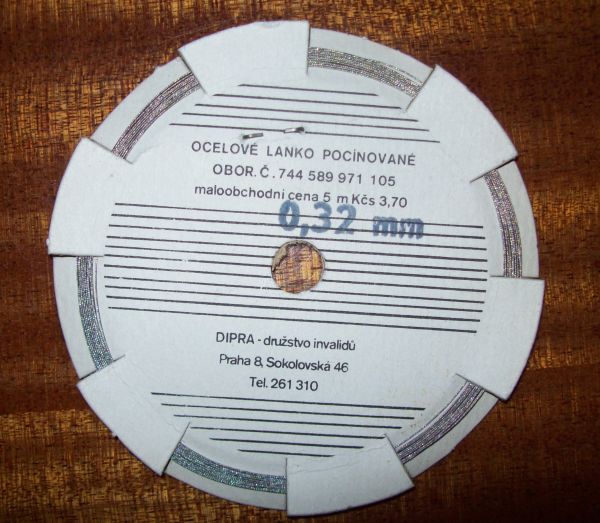 OCELOVÉ LANKO POCÍNOVANÉ
OBOR. Č. 744 589 971 105
maloobchodní cena 5 m Kčs 3,70
0,32 mm
DIPRA - družstvo invalidů
Praha 8, Sokolovská 46
Tel. 261 310